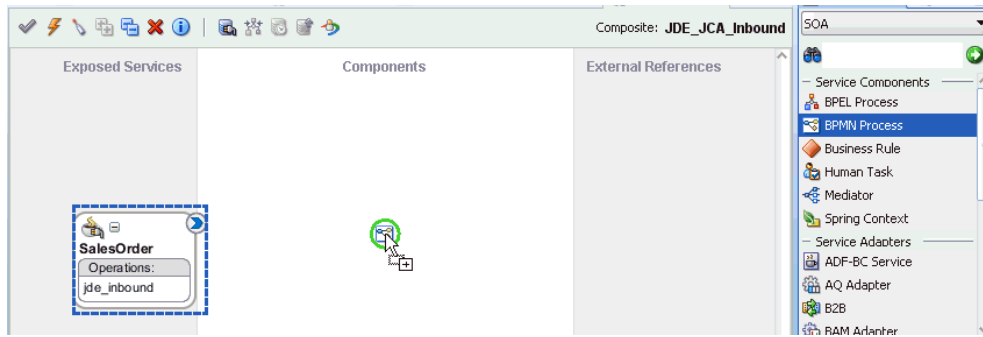 Composite: JDE_JCA_Inbound
SOA
Exposed Services
Components
External References
Service Components
BPEL Process
BPMN Process
Business Rule
Human Task
Mediator
Spring Context
Service Adapters
ADF-BC Service
AQ Adapter
B2B
BAM Adapter
SalesOrder
Operations:
jde_inbound